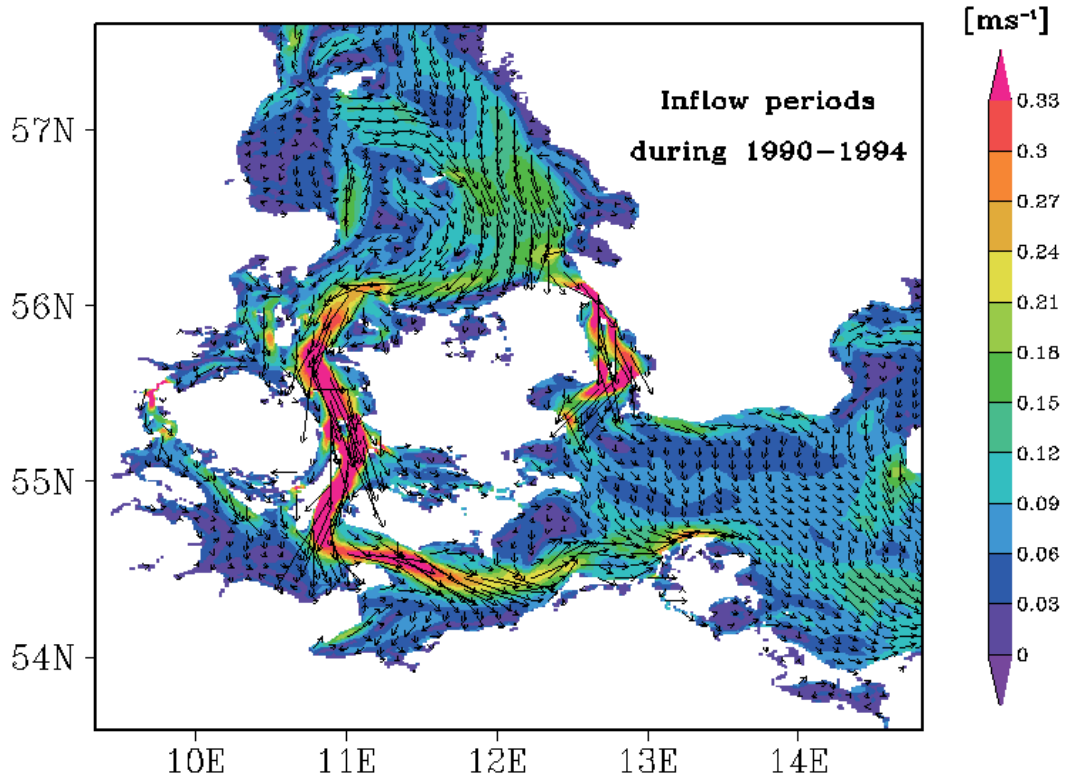 [ms⁻¹]
Inflow periods
during 1990−1994
57N
56N
55N
54N
10E
11E
12E
13E
14E
0.33
0.3
0.27
0.24
0.21
0.18
0.15
0.12
0.09
0.06
0.03
0